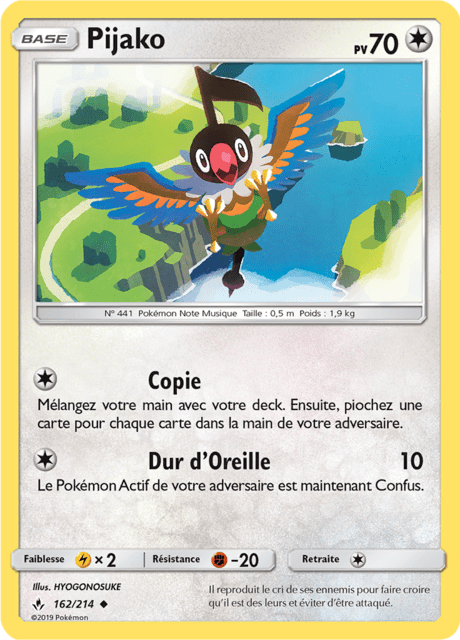 BASE Pijako PV70
N° 441 Pokémon Note Musique Taille : 0,5 m Poids : 1,9 kg
Copie
Mélangez votre main avec votre deck. Ensuite, piochez une
carte pour chaque carte dans la main de votre adversaire.
Dur d’Oreille 10
Le Pokémon Actif de votre adversaire est maintenant Confus.
Faiblesse × 2 Résistance -20 Retraite
Illus. HYOGONOSUKE
162/214
©2019 Pokémon
Il reproduit le cri de ses ennemis pour faire croire
qu’il est des leurs et éviter d’être attaqué.